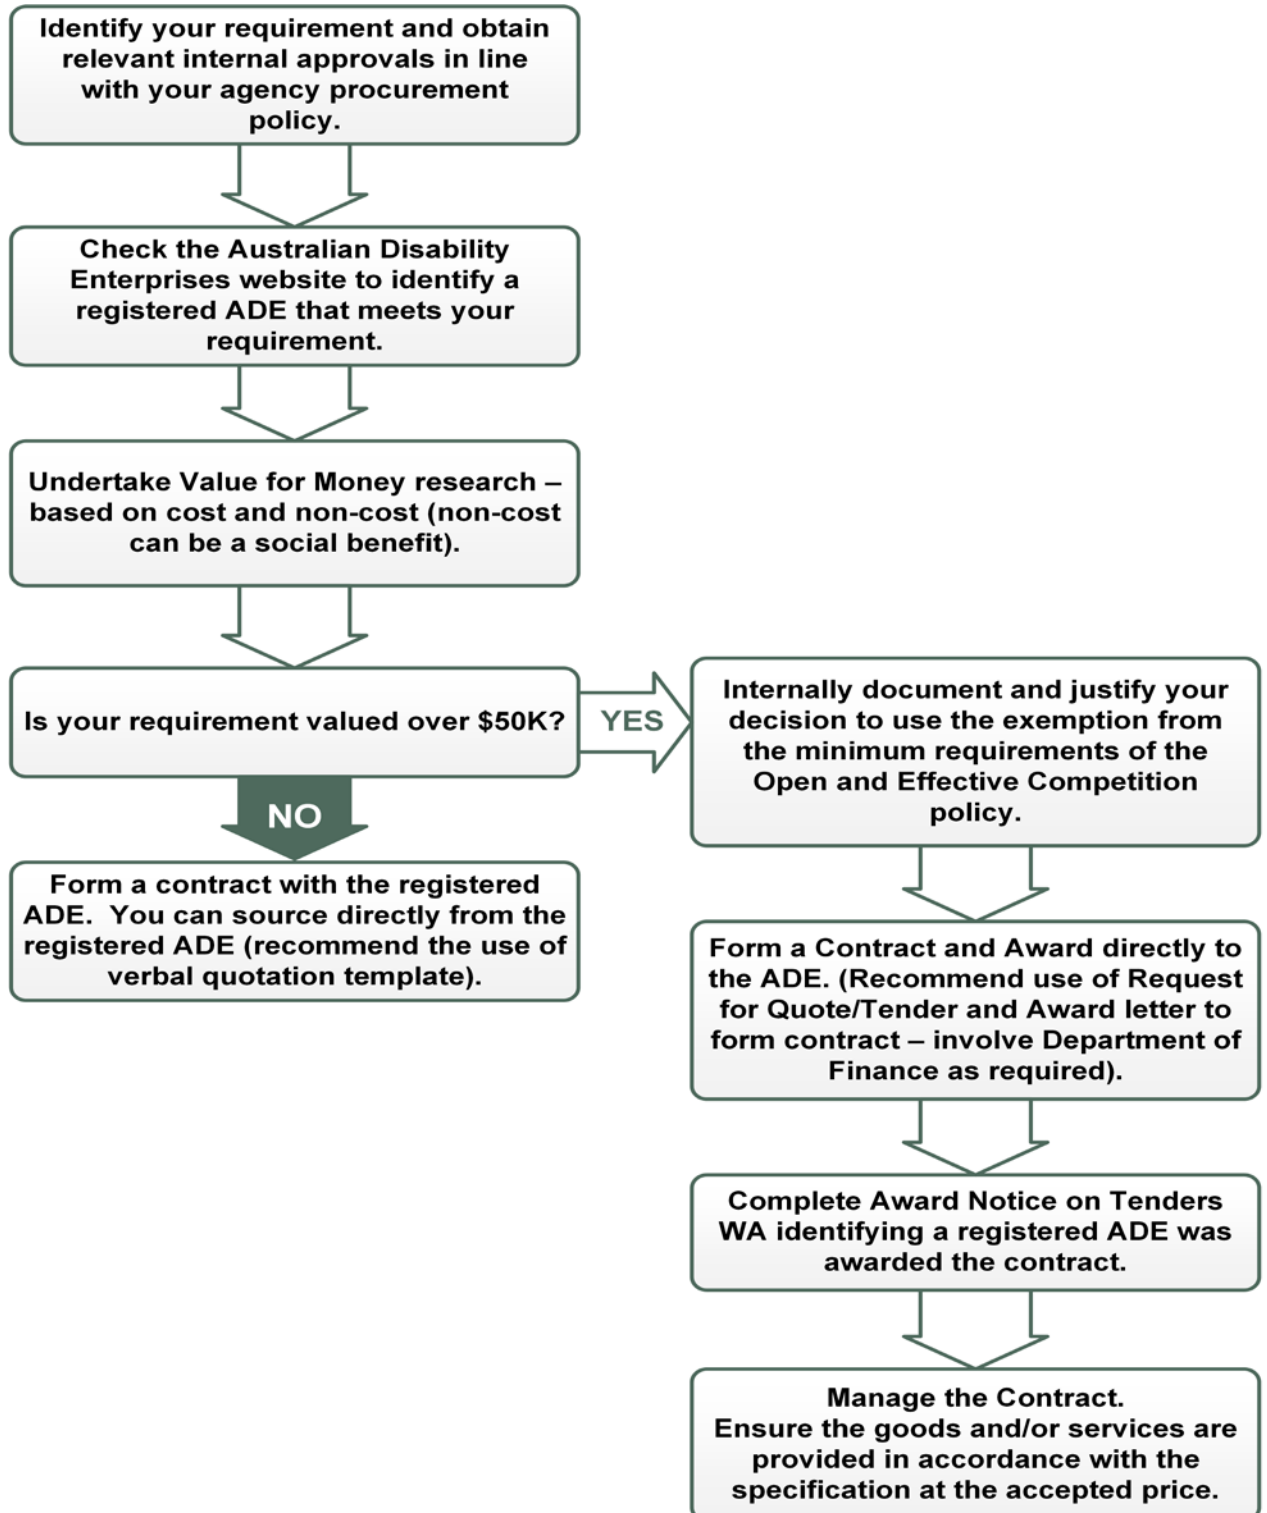 Identify your requirement and obtain
relevant internal approvals in line
with your agency procurement
policy.
Check the Australian Disability
Enterprises website to identify a
registered ADE that meets your
requirement.
Undertake Value for Money research –
based on cost and non-cost (non-cost
can be a social benefit).
Is your requirement valued over $50K?
YES
NO
Form a contract with the registered
ADE.  You can source directly from the
registered ADE (recommend the use of
verbal quotation template).
Internally document and justify your
decision to use the exemption from
the minimum requirements of the
Open and Effective Competition
policy.
Form a Contract and Award directly to
the ADE. (Recommend use of Request
for Quote/Tender and Award letter to
form contract – involve Department of
Finance as required).
Complete Award Notice on Tenders
WA identifying a registered ADE was
awarded the contract.
Manage the Contract.
Ensure the goods and/or services are
provided in accordance with the
specification at the accepted price.